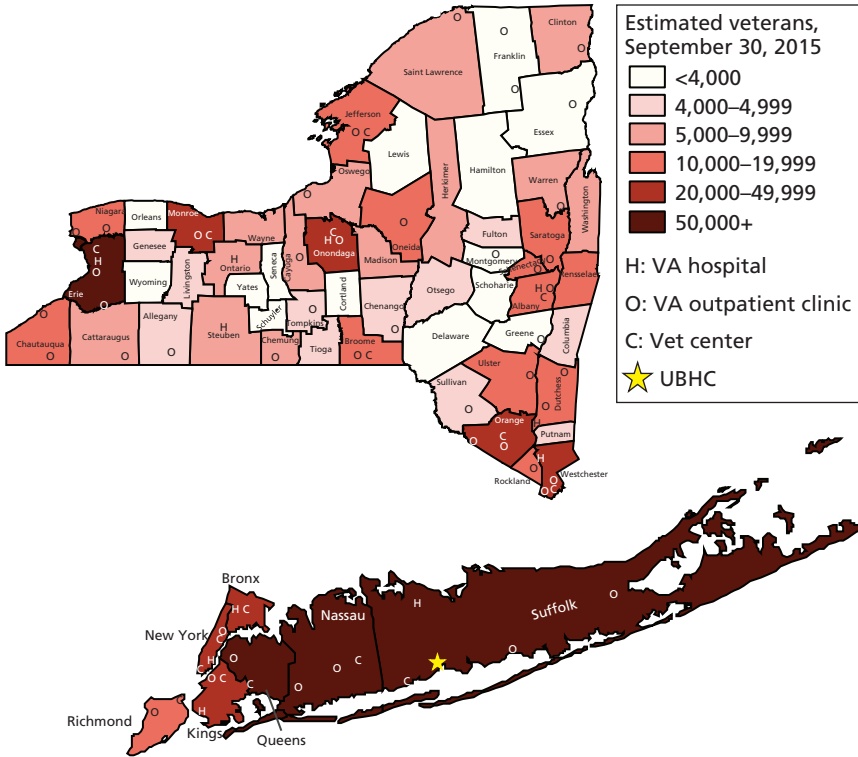 Estimated veterans,
September 30, 2015
<4,000
4,000–4,999
5,000–9,999
10,000–19,999
20,000–49,999
50,000+
H: VA hospital
O: VA outpatient clinic
C: Vet center
UBHC
Clinton
O
O
Franklin
O
O
Saint Lawrence
O
Essex
O
Jefferson
O C
Lewis
Hamilton
Herkimer
Warren
O
Washington
Oswego
O
Oneida
O
Fulton
Saratoga
O
Montgomery
O
Schenectady
O
Rensselaer
Albany
H O
C
Schoharie
Otsego
Madison
Onondaga
C
H O
Cayuga
O
Wayne
Seneca
Ontario
H
Yates
Monroe
O C
Orleans
Niagara
O
O
Genesee
Erie
C
H
O
O
Wyoming
Livingston
Allegany
O
Steuben
H
Schuyler
Chemung
O
Tompkins
O
Cortland
Tioga
Chenango
O
Broome
O C
Delaware
Greene
Columbia
Chautauqua
O
O
Cattaraugus
O
Ulster
O
Dutchess
O
O
H
Sullivan
O
Orange
C
O
O
Putnam
Rockland
O
Westchester
H
O
O C
Bronx
H C
New York
O
C
H
C
Kings
O C
H
Queens
O
C
Richmond
O
O
Nassau
O
O C
Suffolk
H
O
O
C